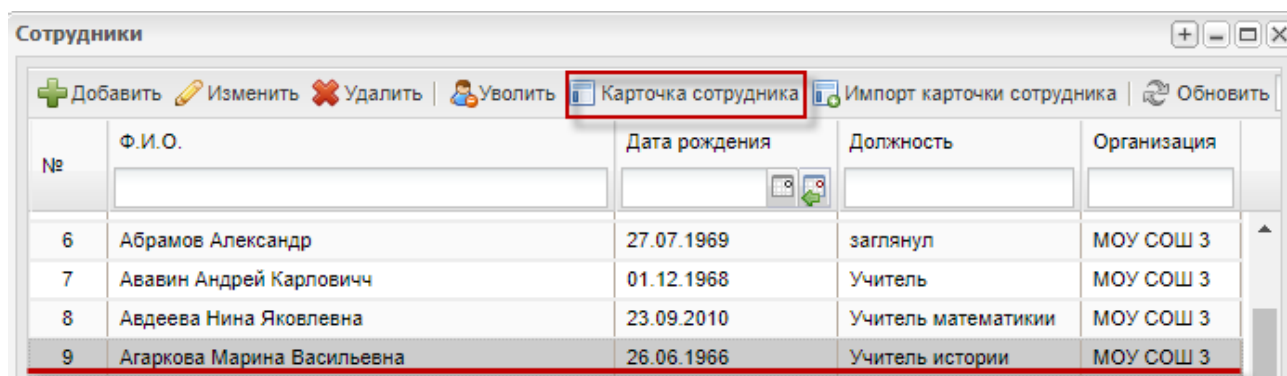 Сотрудники
Добавить Изменить Удалить Уволить Карточка сотрудника Импорт карточки сотрудника Обновить
№ Ф.И.О. Дата рождения Должность Организация
6 Абрамов Александр 27.07.1969 заглянул МОУ СОШ 3
7 Ававин Андрей Карловичч 01.12.1968 Учитель МОУ СОШ 3
8 Авдеева Нина Яковлевна 23.09.2010 Учитель математикии МОУ СОШ 3
9 Агаркова Марина Васильевна 26.06.1966 Учитель истории МОУ СОШ 3